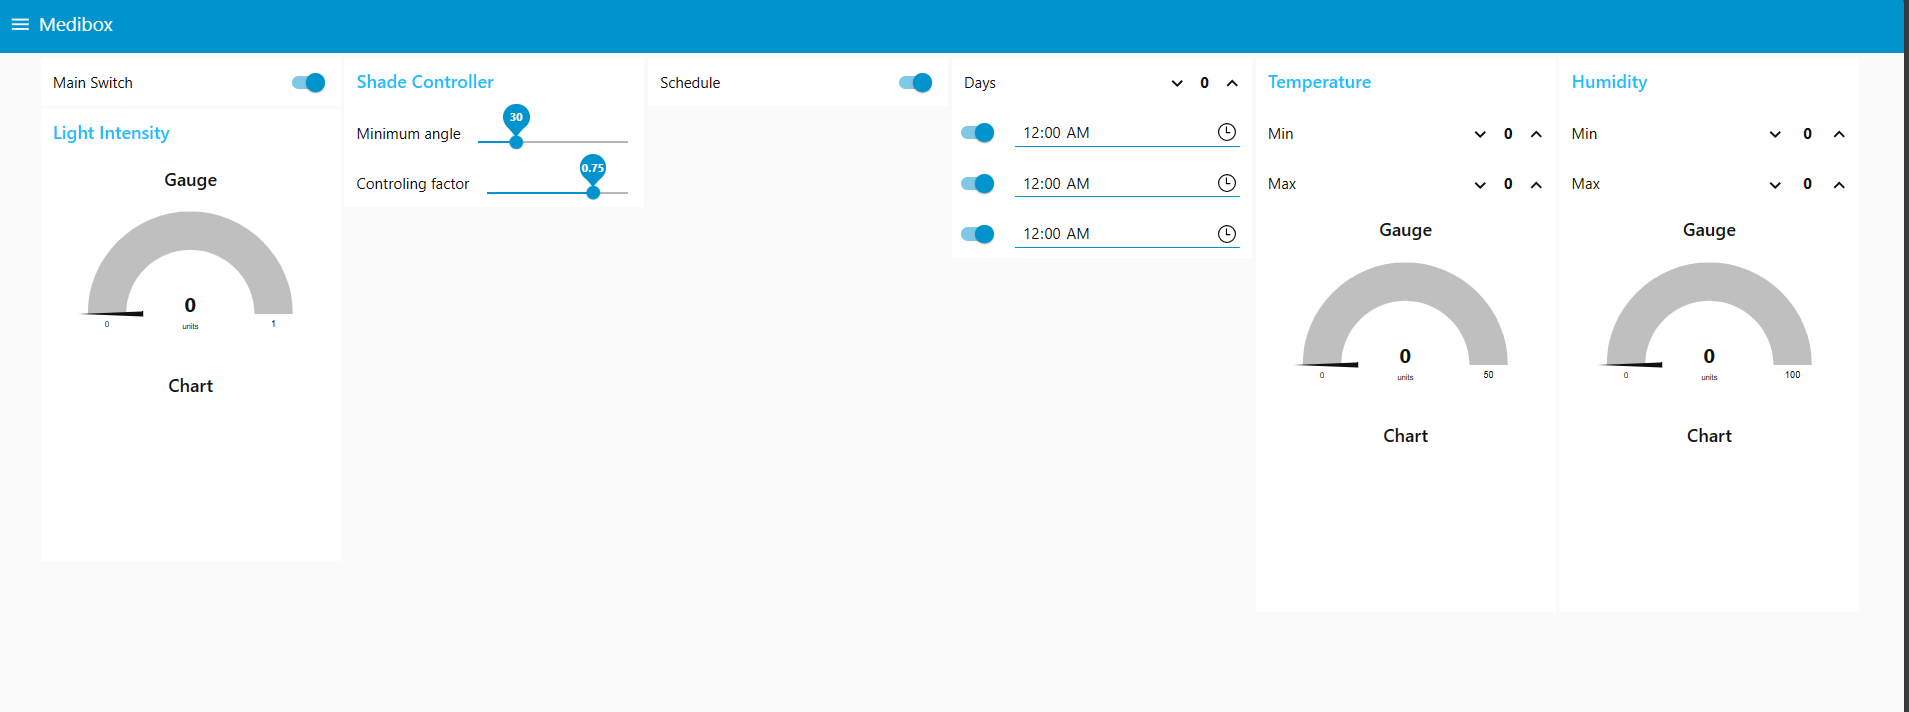 Medibox
Main Switch
Light Intensity
Gauge
0
units
0
1
Chart
Shade Controller
30
Minimum angle
0.75
Controling factor
Schedule
Days 0
12:00 AM
12:00 AM
12:00 AM
Temperature
Min 0
Max 0
Gauge
0
units
0
50
Chart
Humidity
Min 0
Max 0
Gauge
0
units
0
100
Chart